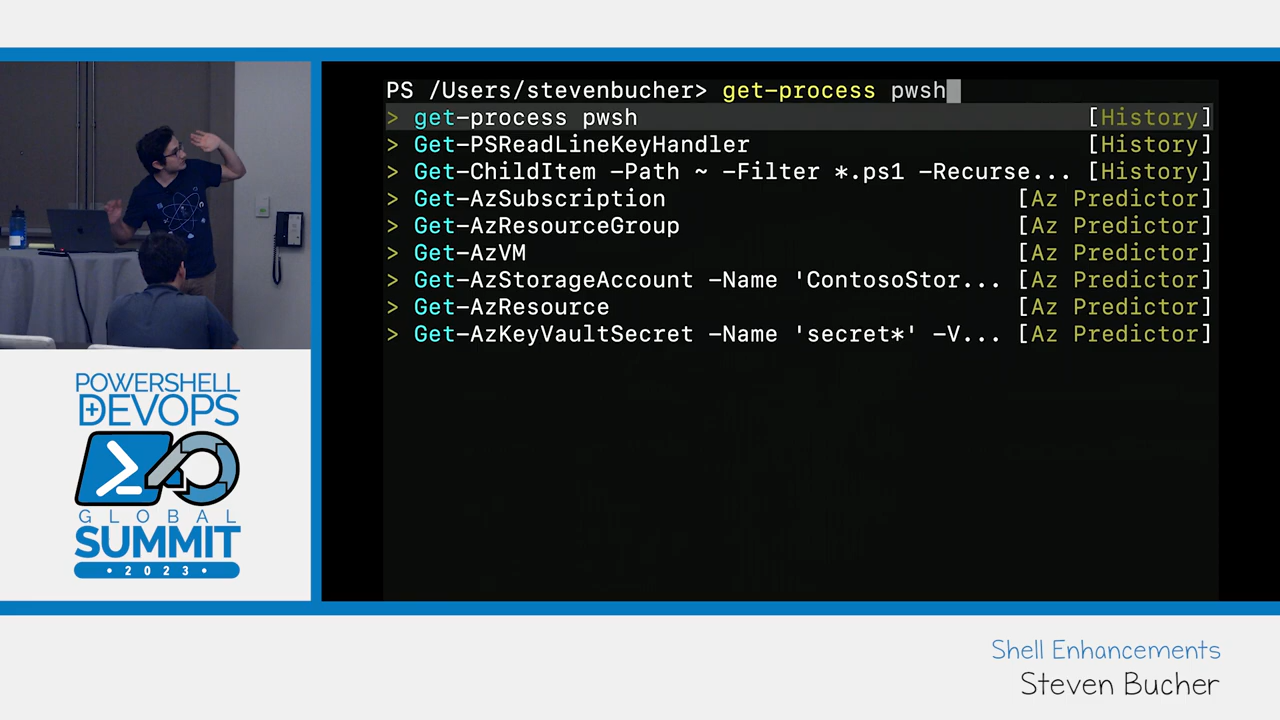 PS /Users/stevenbucher> get-process pwsh
> get-process pwsh [History]
> Get-PSReadLineKeyHandler [History]
> Get-ChildItem -Path ~ -Filter *.ps1 -Recurse... [History]
> Get-AzSubscription [Az Predictor]
> Get-AzResourceGroup [Az Predictor]
> Get-AzVM [Az Predictor]
> Get-AzStorageAccount -Name 'ContosoStor... [Az Predictor]
> Get-AzResource [Az Predictor]
> Get-AzKeyVaultSecret -Name 'secret*' -V... [Az Predictor]
POWERSHELL
+DEVOPS
GLOBAL
SUMMIT
• 2023 •
Shell Enhancements
Steven Bucher